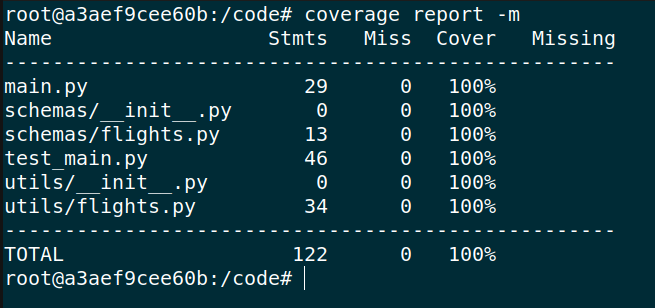 root@a3aef9cee60b:/code# coverage report -m
Name                    Stmts   Miss  Cover   Missing
---------------------------------------------------
main.py                    29      0   100%
schemas/__init__.py         0      0   100%
schemas/flights.py         13      0   100%
test_main.py               46      0   100%
utils/__init__.py           0      0   100%
utils/flights.py           34      0   100%
---------------------------------------------------
TOTAL                     122      0   100%
root@a3aef9cee60b:/code#